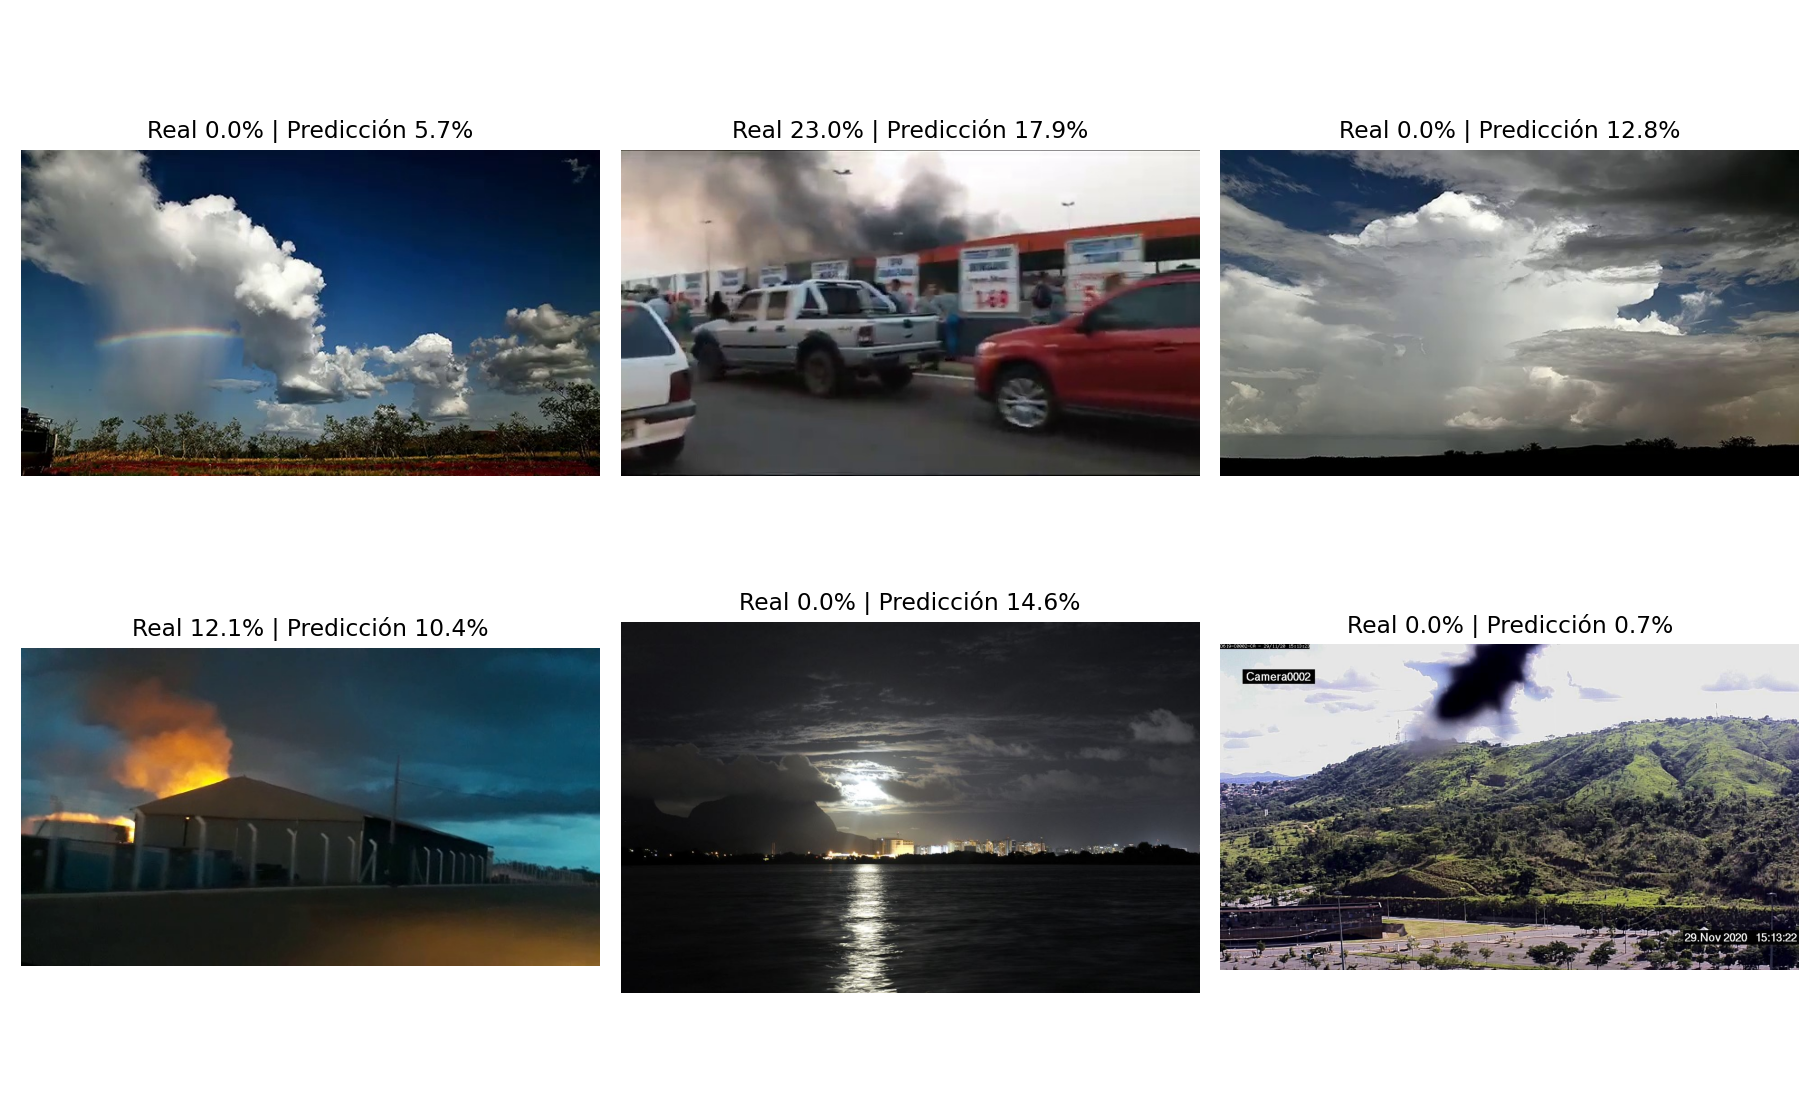 Real 0.0% | Predicción 5.7%
Real 23.0% | Predicción 17.9%
Real 0.0% | Predicción 12.8%
Real 12.1% | Predicción 10.4%
Real 0.0% | Predicción 14.6%
Real 0.0% | Predicción 0.7%
Camera0002
29.Nov 2020 15:13:22